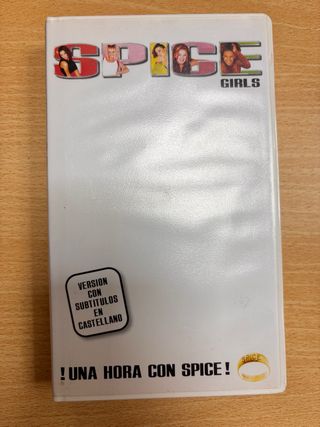 SPICE
GIRLS
VERSION
CON
SUBTITULOS
EN
CASTELLANO
! UNA HORA CON SPICE !
SPICE